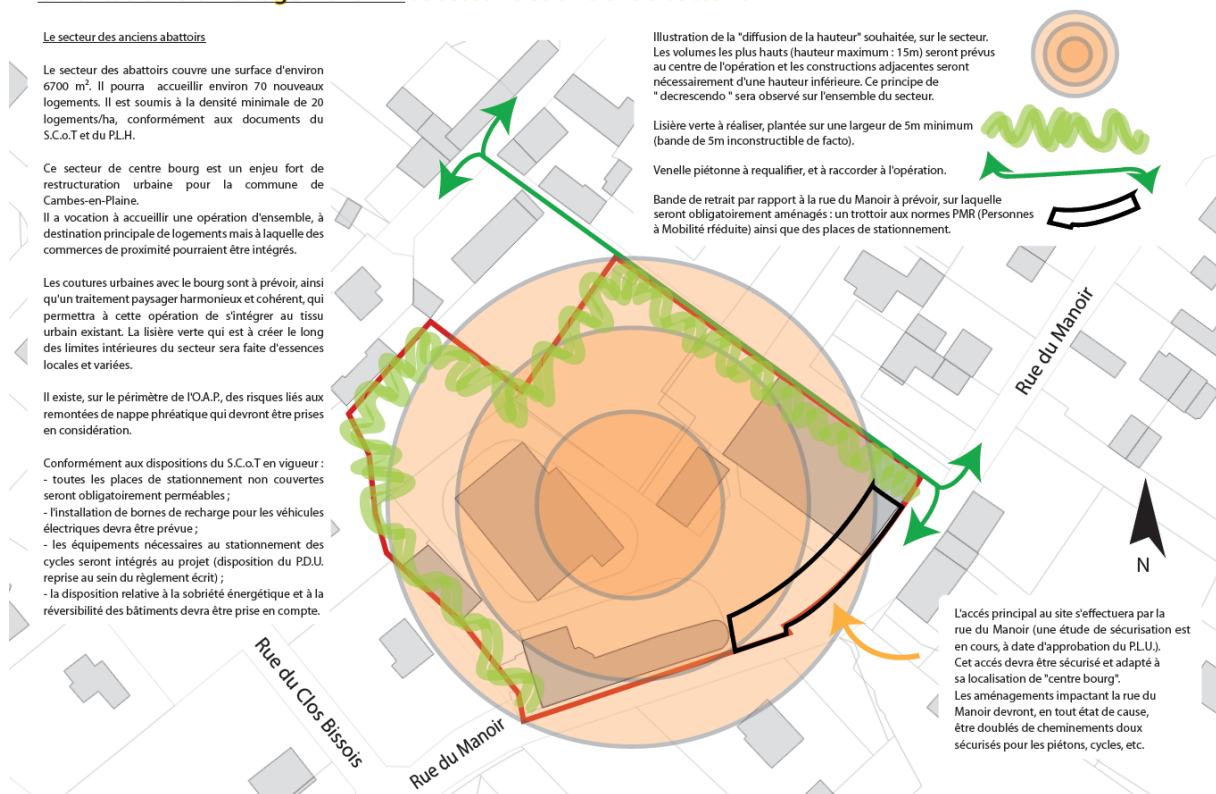 Le secteur des anciens abattoirs
Le secteur des abattoirs couvre une surface d'environ
6700 m². Il pourra accueillir environ 70 nouveaux
logements. Il est soumis à la densité minimale de 20
logements/ha, conformément aux documents du
S.C.o.T et du P.L.H.
Ce secteur de centre bourg est un enjeu fort de
restructuration urbaine pour la commune de
Cambes-en-Plaine.
Il a vocation à accueillir une opération d'ensemble, à
destination principale de logements mais à laquelle des
commerces de proximité pourraient être intégrés.
Les coutures urbaines avec le bourg sont à prévoir, ainsi
qu'un traitement paysager harmonieux et cohérent, qui
permettra à cette opération de s'intégrer au tissu
urbain existant. La lisière verte qui est à créer le long
des limites intérieures du secteur sera faite d'essences
locales et variées.
Il existe, sur le périmètre de l'O.A.P., des risques liés aux
remontées de nappe phréatique qui devront être prises
en considération.
Conformément aux dispositions du S.C.o.T en vigueur :
- toutes les places de stationnement non couvertes
seront obligatoirement perméables ;
- l'installation de bornes de recharge pour les véhicules
électriques devra être prévue ;
- les équipements nécessaires au stationnement des
cycles seront intégrés au projet (disposition du P.D.U.
reprise au sein du règlement écrit) ;
- la disposition relative à la sobriété énergétique et à la
réversibilité des bâtiments devra être prise en compte.
Illustration de la "diffusion de la hauteur" souhaitée, sur le secteur.
Les volumes les plus hauts (hauteur maximum : 15m) seront prévus
au centre de l'opération et les constructions adjacentes seront
nécessairement d'une hauteur inférieure. Ce principe de
" decrescendo " sera observé sur l'ensemble du secteur.
Lisière verte à réaliser, plantée sur une largeur de 5m minimum
(bande de 5m inconstructible de facto).
Venelle piétonne à requalifier, et à raccorder à l'opération.
Bande de retrait par rapport à la rue du Manoir à prévoir, sur laquelle
seront obligatoirement aménagés : un trottoir aux normes PMR (Personnes
à Mobilité rféduite) ainsi que des places de stationnement.
Rue du Manoir
N
L'accés principal au site s'effectuera par la
rue du Manoir (une étude de sécurisation est
en cours, à date d'approbation du P.L.U.).
Cet accés devra être sécurisé et adapté à
sa localisation de "centre bourg".
Les aménagements impactant la rue du
Manoir devront, en tout état de cause,
être doublés de cheminements doux
sécurisés pour les piétons, cycles, etc.
Rue du Clos Bissois
Rue du Manoir